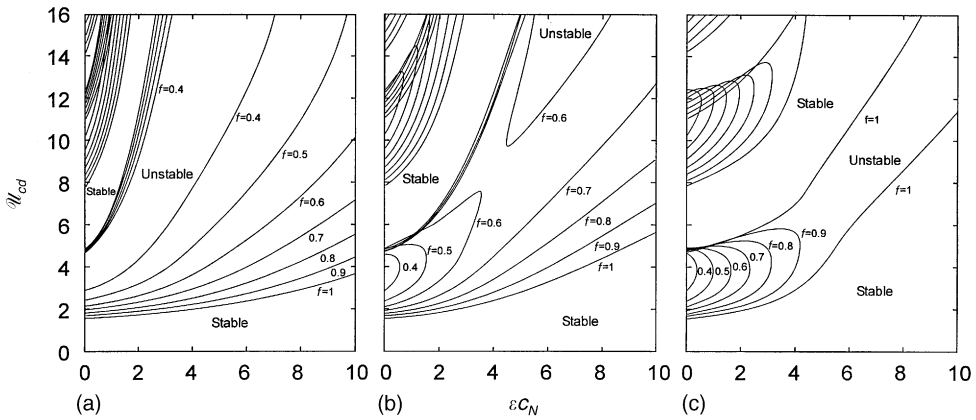 16
14
12
10
8
6
4
2
0
𝒰cd
f=0.4
f=0.4
Stable
Unstable
f=0.5
f=0.6
0.7
0.8
0.9
f=1
Stable
0 2 4 6 8 10
(a)
Unstable
f=0.6
Stable
f=0.7
f=0.6
f=0.8
f=0.5
f=0.9
0.4
f=1
Stable
0 2 4 6 8 10
(b)
εcN
Stable
f=1
Unstable
f=1
f=0.9
f=0.8
0.7
0.6
0.5
0.4
Stable
0 2 4 6 8 10
(c)